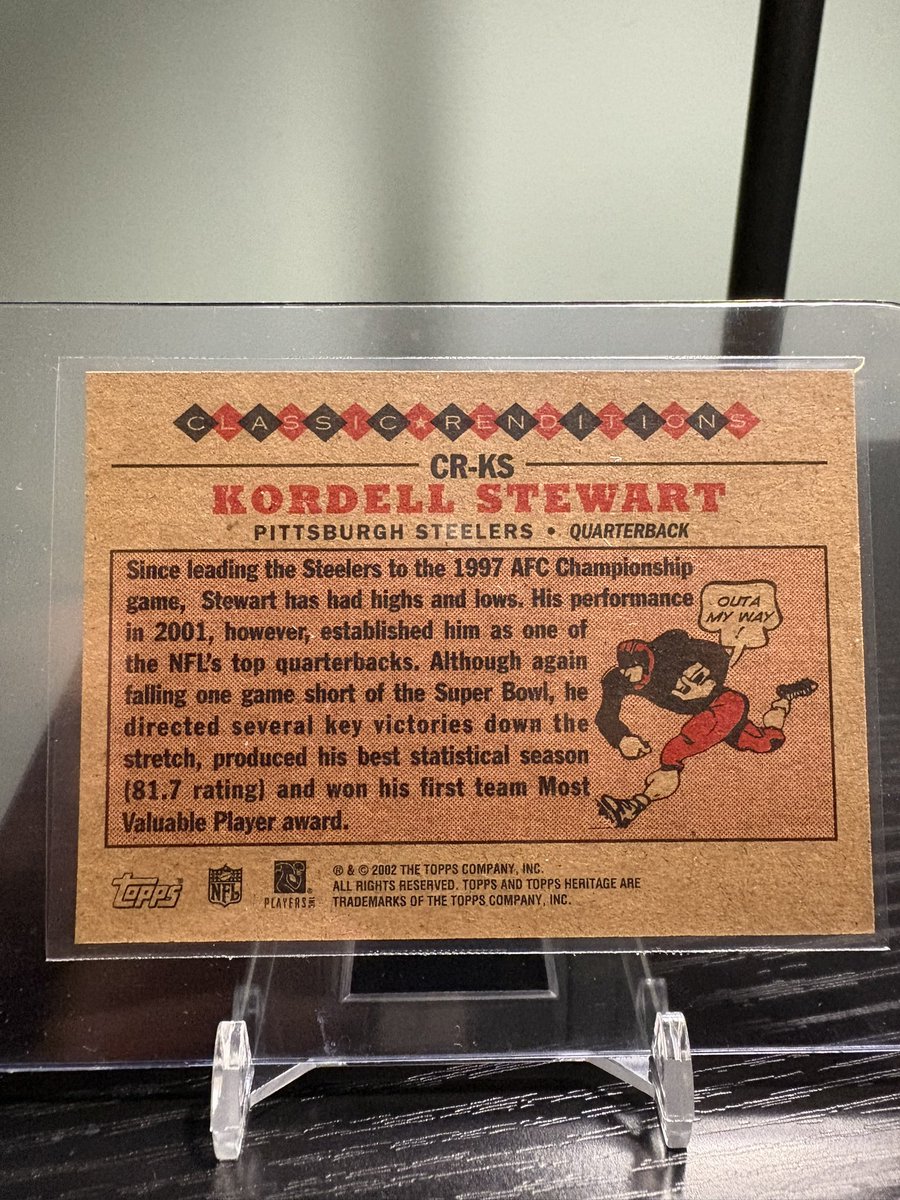 CLASSIC★RENDITIONS
CR-KS
KORDELL STEWART
PITTSBURGH STEELERS • QUARTERBACK
Since leading the Steelers to the 1997 AFC Championship
game, Stewart has had highs and lows. His performance
in 2001, however, established him as one of
the NFL's top quarterbacks. Although again
falling one game short of the Super Bowl, he
directed several key victories down the
stretch, produced his best statistical season
(81.7 rating) and won his first team Most
Valuable Player award.
OUTA
MY WAY
!
Topps
NFL
PLAYERS INC
® & © 2002 THE TOPPS COMPANY, INC.
ALL RIGHTS RESERVED. TOPPS AND TOPPS HERITAGE ARE
TRADEMARKS OF THE TOPPS COMPANY, INC.